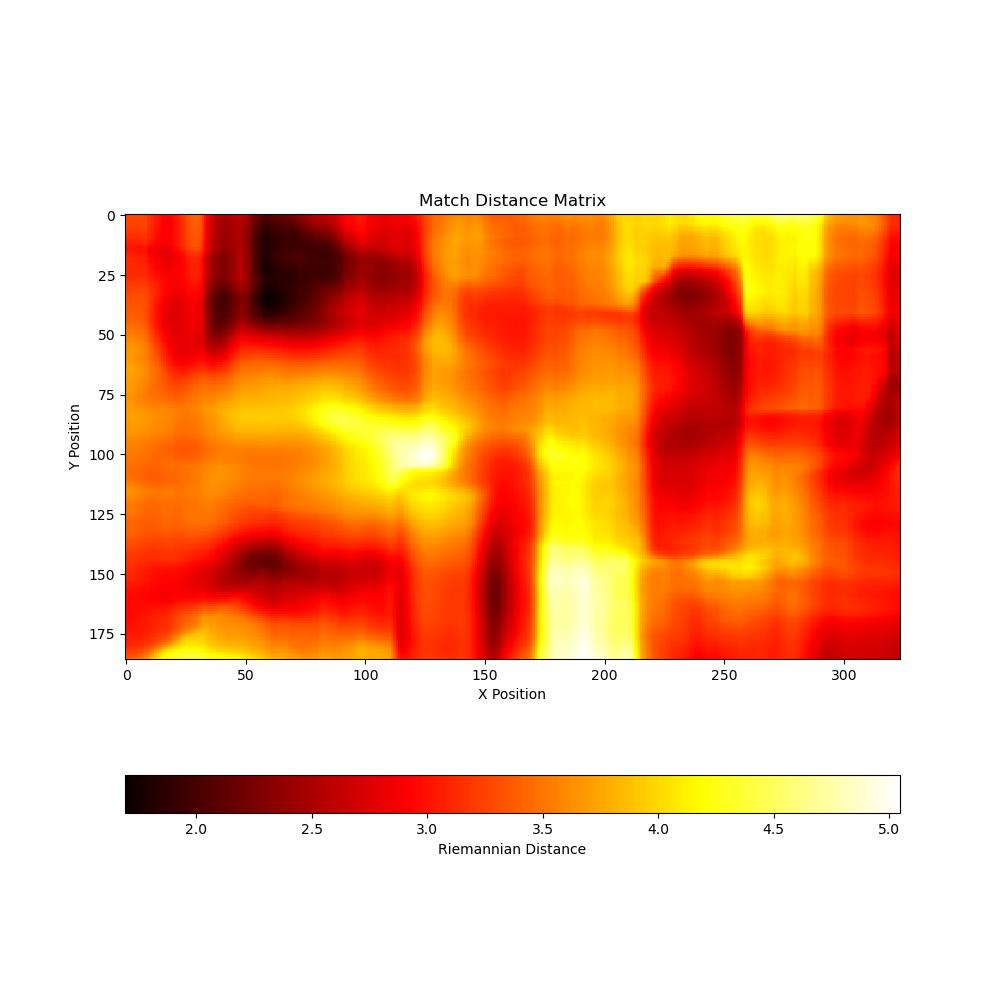 Match Distance Matrix
0
25
50
75
100
125
150
175
Y Position
0 50 100 150 200 250 300
X Position
2.0 2.5 3.0 3.5 4.0 4.5 5.0
Riemannian Distance